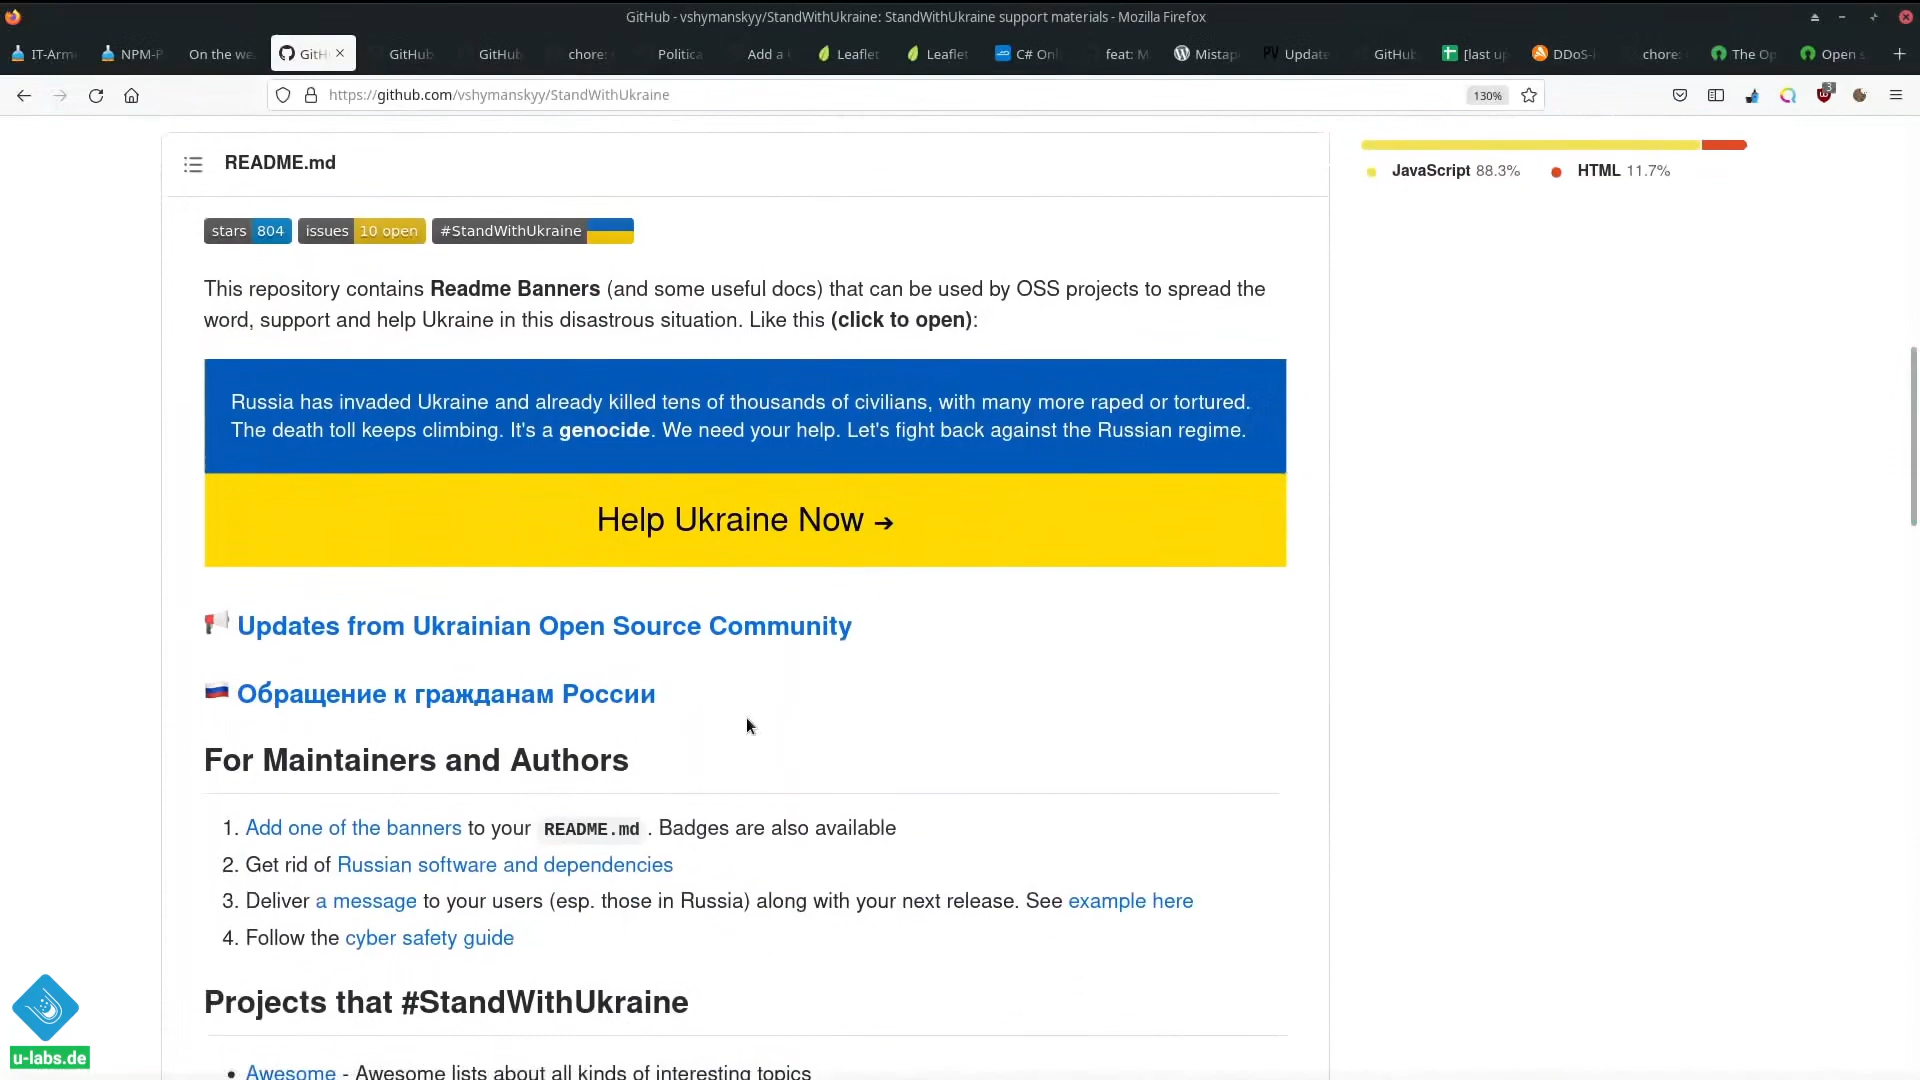 GitHub - vshymanskyy/StandWithUkraine: StandWithUkraine support materials - Mozilla Firefox
IT-Arm NPM-P On the we GitH GitHub GitHub chore: Politica Add a Leaflet Leaflet C# Onl feat: M Mistap Update GitHub [last up DDoS- chore: The Op Open s
https://github.com/vshymanskyy/StandWithUkraine 130% 3
README.md
JavaScript 88.3% HTML 11.7%
stars 804 issues 10 open #StandWithUkraine
This repository contains Readme Banners (and some useful docs) that can be used by OSS projects to spread the
word, support and help Ukraine in this disastrous situation. Like this (click to open):
Russia has invaded Ukraine and already killed tens of thousands of civilians, with many more raped or tortured.
The death toll keeps climbing. It's a genocide. We need your help. Let's fight back against the Russian regime.
Help Ukraine Now →
Updates from Ukrainian Open Source Community
Обращение к гражданам России
For Maintainers and Authors
1. Add one of the banners to your README.md . Badges are also available
2. Get rid of Russian software and dependencies
3. Deliver a message to your users (esp. those in Russia) along with your next release. See example here
4. Follow the cyber safety guide
Projects that #StandWithUkraine
u-labs.de
• Awesome - Awesome lists about all kinds of interesting topics